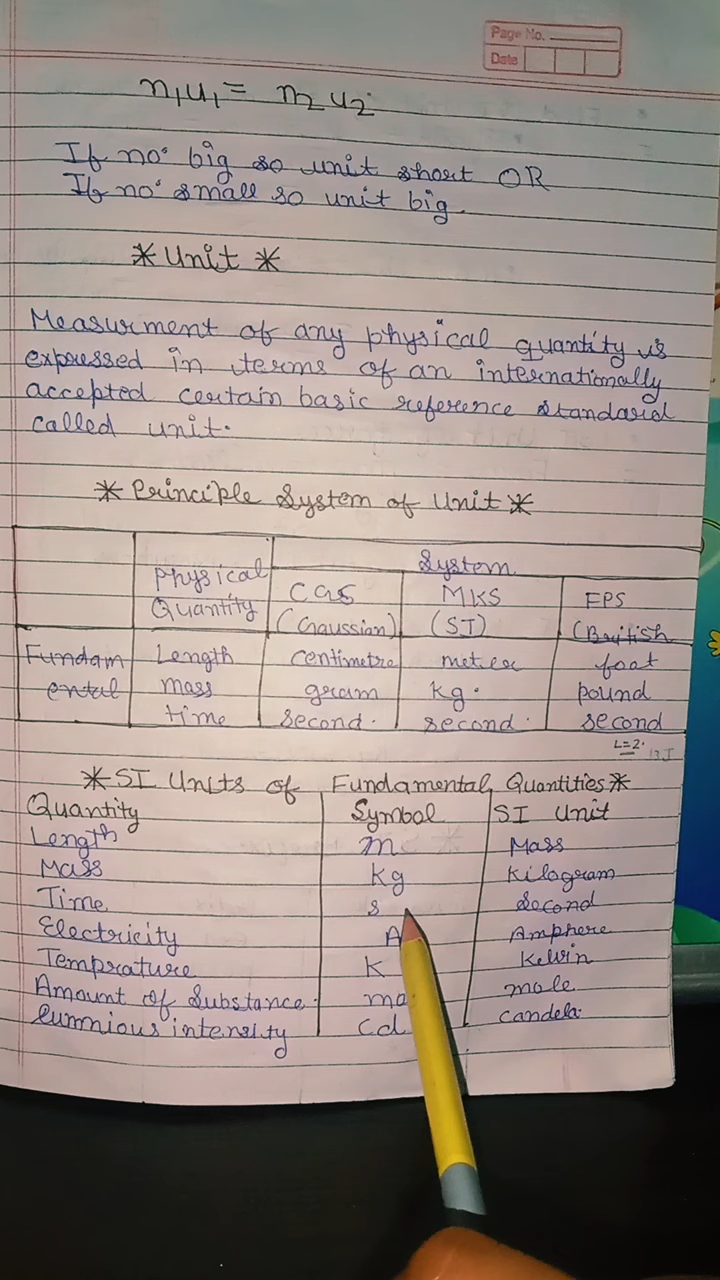 Page No.
Date
n₁u₁ = n₂u₂
If no. big so unit short OR
If no. small so unit big.
* Unit *
Measurment of any physical quantity is
expressed in terms of an internationally
accepted certain basic reference standard
called unit.
* Principle System of Unit *
System
Physical Quantity CGS (Gaussian) MKS (SI) FPS (British
Fundamental Length centimetre meter foot
mass gram kg. pound
time second. second. second
L=2.
* SI Units of Fundamental Quantities *
Quantity Symbol SI Unit
Length m Mass
Mass kg Kilogram
Time s Second
Electricity A Amphere
Temprature K Kelvin
Amount of Substance. mo mole
lumnious intensity Cd candela.